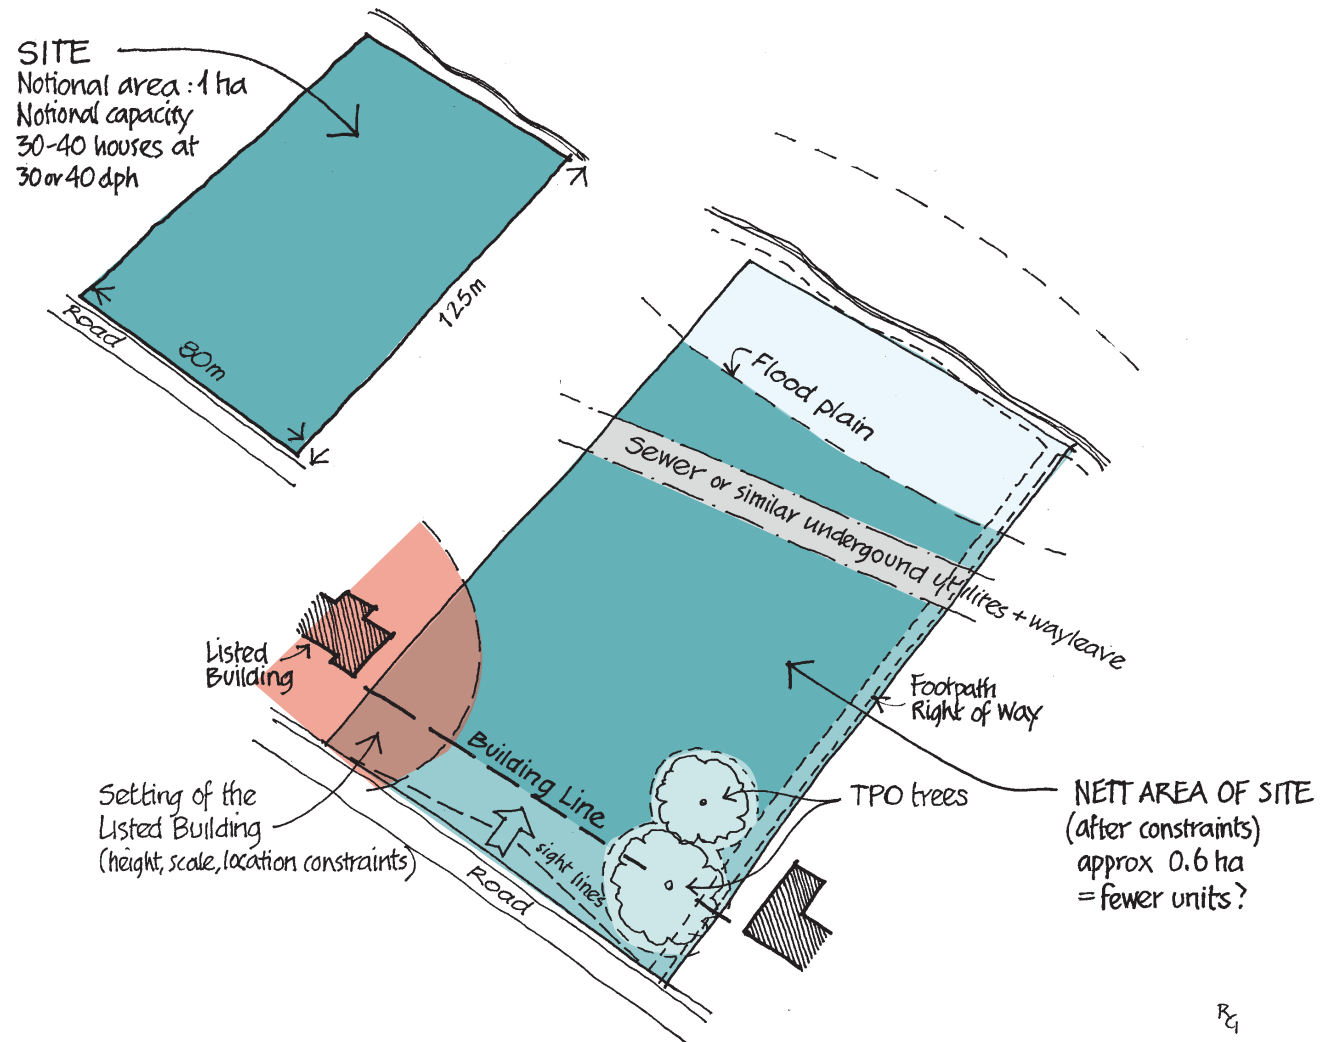 SITE
Notional area : 1 ha
Notional capacity
30-40 houses at
30 or 40 dph
Road
80m
125m
Flood plain
Sewer or similar undergound utilites + wayleave
Listed
Building
Footpath
Right of Way
Building Line
Setting of the
Listed Building
(height, scale, location constraints)
sight lines
Road
TPO trees
NETT AREA OF SITE
(after constraints)
approx 0.6 ha
= fewer units?
RG